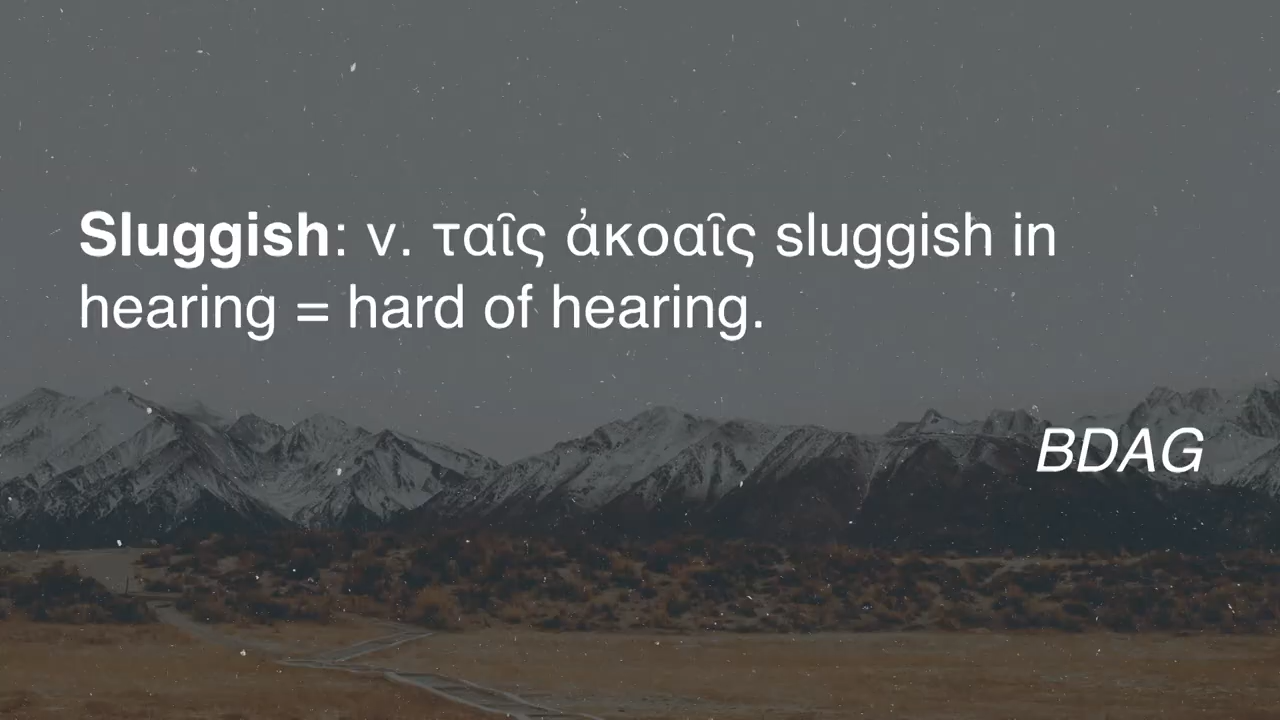 Sluggish: ν. ταῖς ἀκοαῖς sluggish in
hearing = hard of hearing.
BDAG